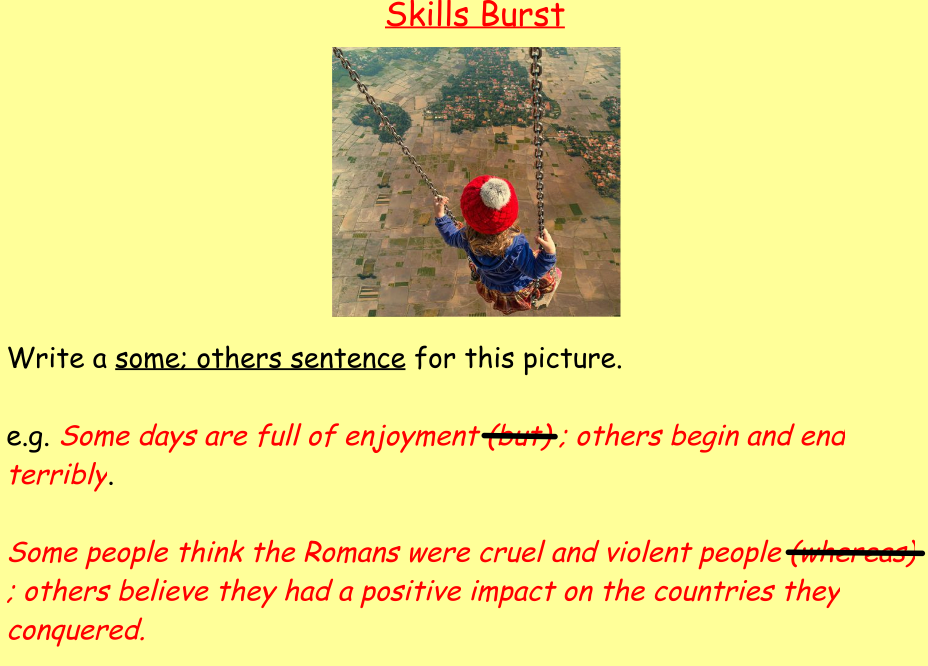 Skills Burst
Write a some; others sentence for this picture.
e.g. Some days are full of enjoyment (but) ; others begin and end
terribly.
Some people think the Romans were cruel and violent people (whereas)
; others believe they had a positive impact on the countries they
conquered.